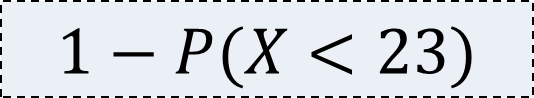 1 − P(X < 23)